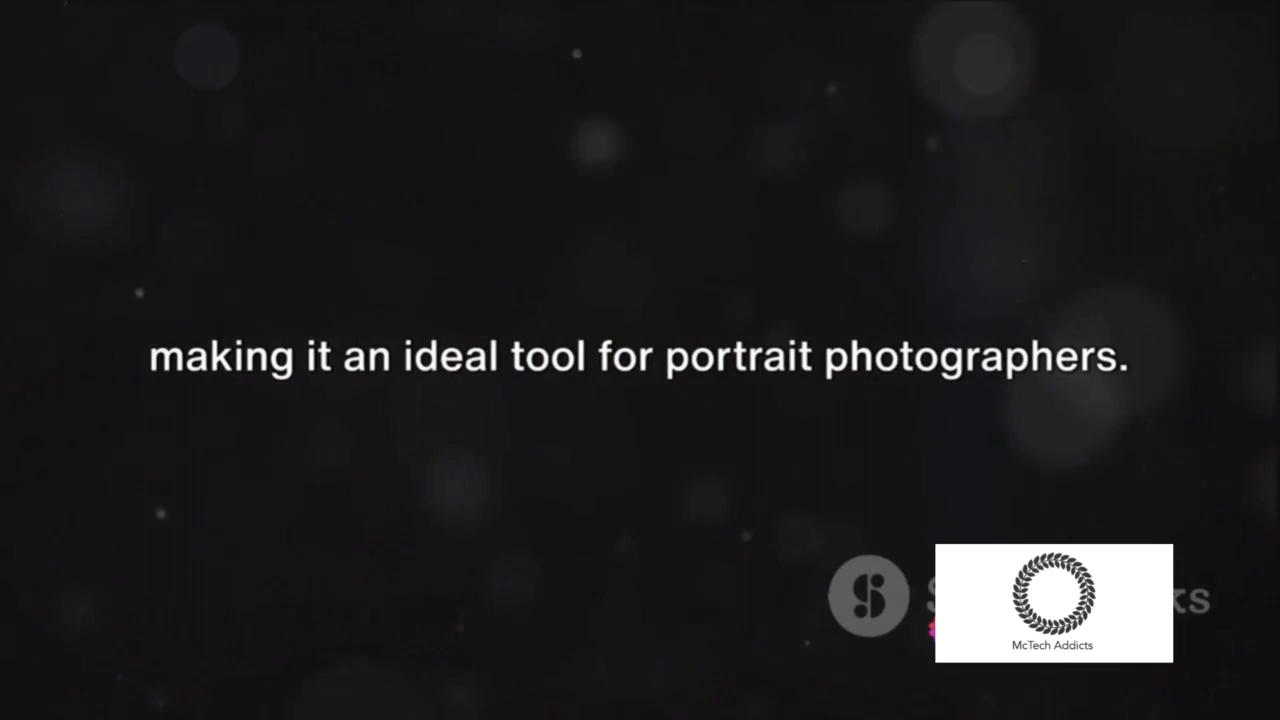 making it an ideal tool for portrait photographers.
McTech Addicts